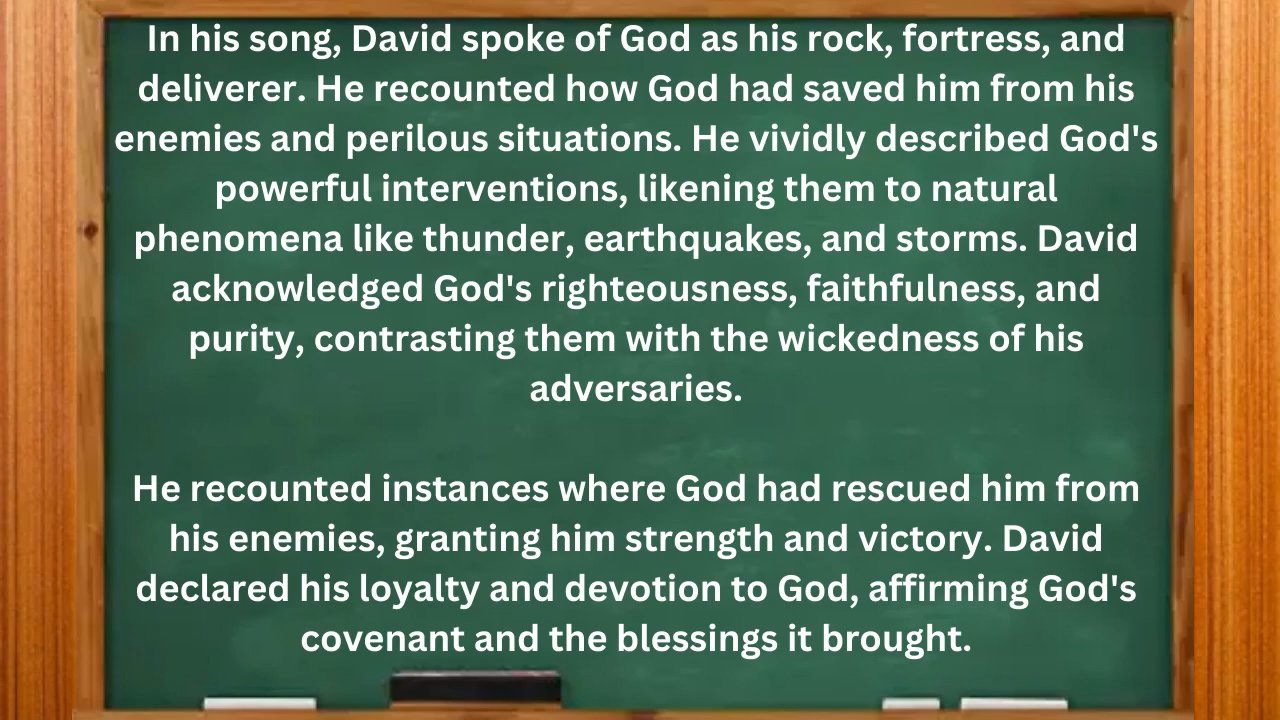 In his song, David spoke of God as his rock, fortress, and
deliverer. He recounted how God had saved him from his
enemies and perilous situations. He vividly described God's
powerful interventions, likening them to natural
phenomena like thunder, earthquakes, and storms. David
acknowledged God's righteousness, faithfulness, and
purity, contrasting them with the wickedness of his
adversaries.
He recounted instances where God had rescued him from
his enemies, granting him strength and victory. David
declared his loyalty and devotion to God, affirming God's
covenant and the blessings it brought.